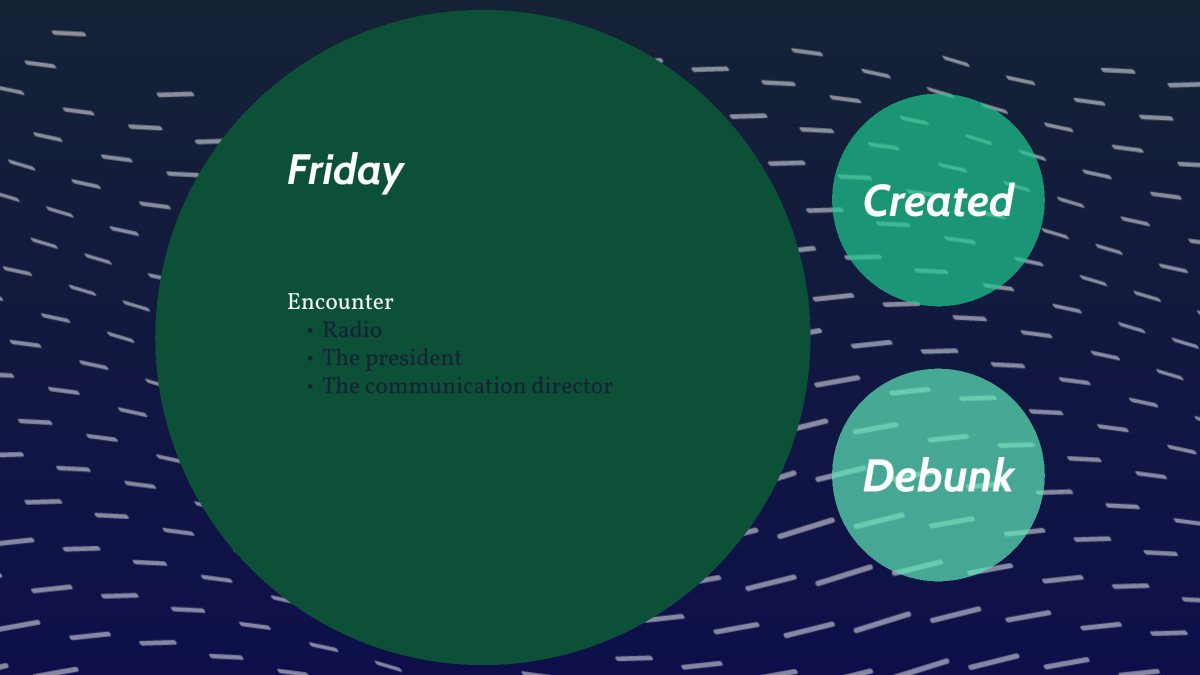 Friday
Encounter
• Radio
• The president
• The communication director
Created
Debunk